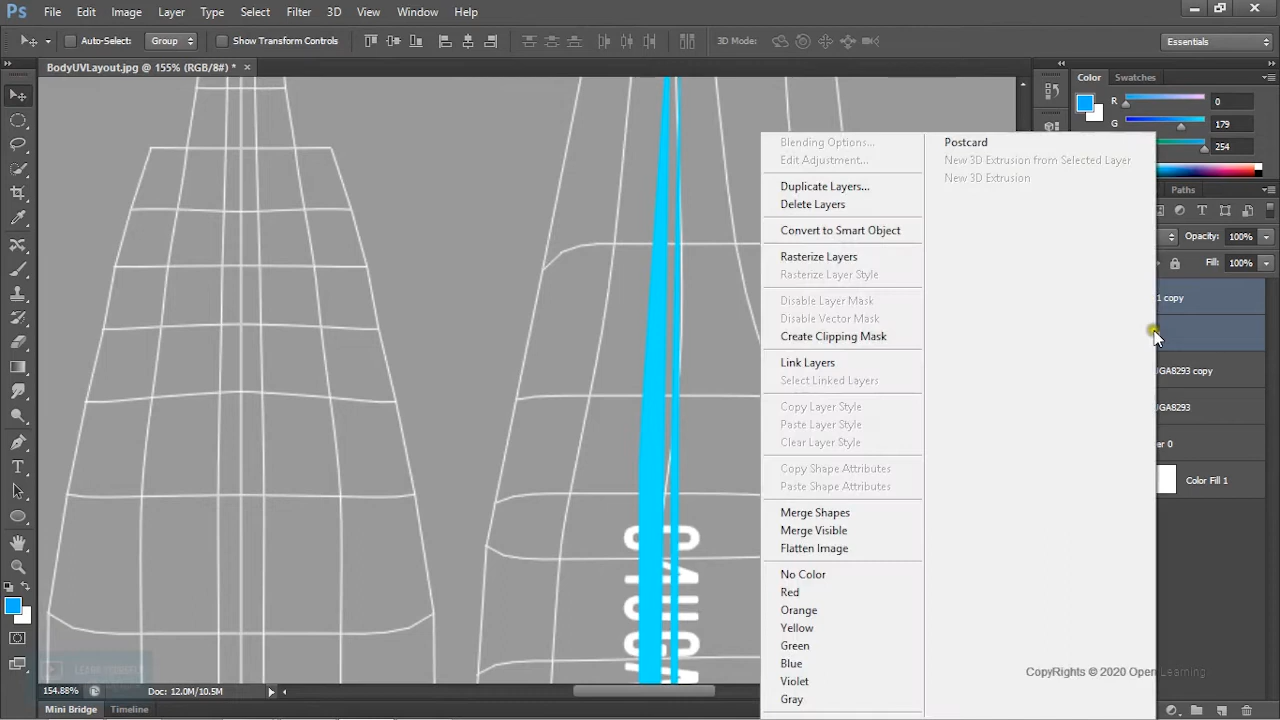 Ps File Edit Image Layer Type Select Filter 3D View Window Help
Auto-Select: Group Show Transform Controls 3D Mode: Essentials
BodyUVLayout.jpg @ 155% (RGB/8#) * ×
Color Swatches
R 0
G 179
254
Paths
Opacity: 100%
Fill: 100%
1 copy
UGA8293 copy
UGA8293
er 0
Color Fill 1
Blending Options...
Edit Adjustment...
Duplicate Layers...
Delete Layers
Convert to Smart Object
Rasterize Layers
Rasterize Layer Style
Disable Layer Mask
Disable Vector Mask
Create Clipping Mask
Link Layers
Select Linked Layers
Copy Layer Style
Paste Layer Style
Clear Layer Style
Copy Shape Attributes
Paste Shape Attributes
Merge Shapes
Merge Visible
Flatten Image
No Color
Red
Orange
Yellow
Green
Blue
Violet
Gray
Postcard
New 3D Extrusion from Selected Layer
New 3D Extrusion
CopyRights © 2020 Open Learning
154.88% Doc: 12.0M/10.5M
Mini Bridge Timeline